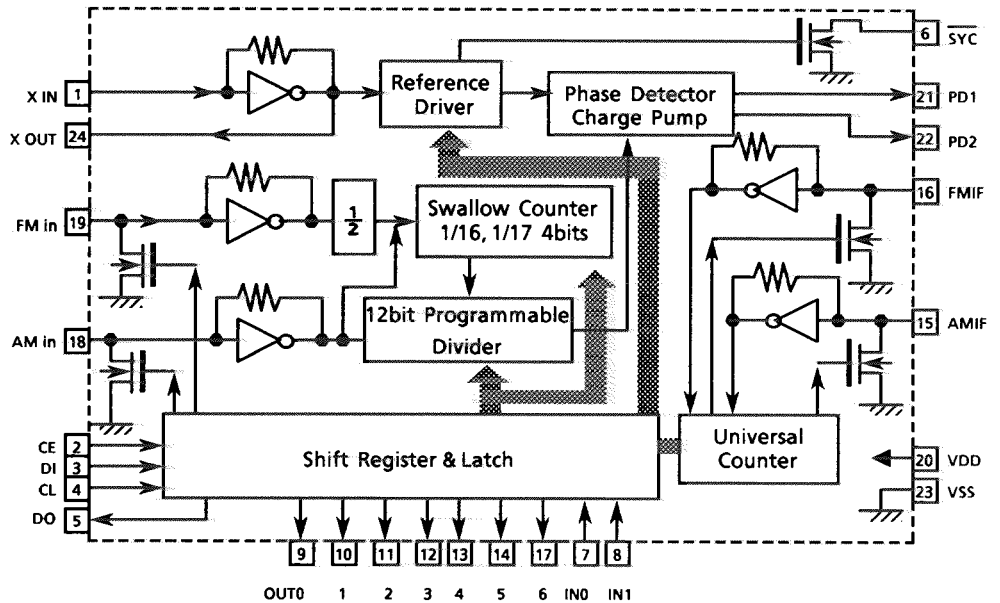 6 SYC
Reference
Driver
Phase Detector
Charge Pump
X IN 1
21 PD1
X OUT 24
22 PD2
16 FMIF
FM in 19
1
2
Swallow Counter
1/16, 1/17 4bits
12bit Programmable
Divider
AM in 18
15 AMIF
CE 2
DI 3
CL 4
DO 5
Shift Register & Latch
Universal
Counter
20 VDD
23 VSS
9 10 11 12 13 14 17 7 8
OUT0 1 2 3 4 5 6 IN0 IN1